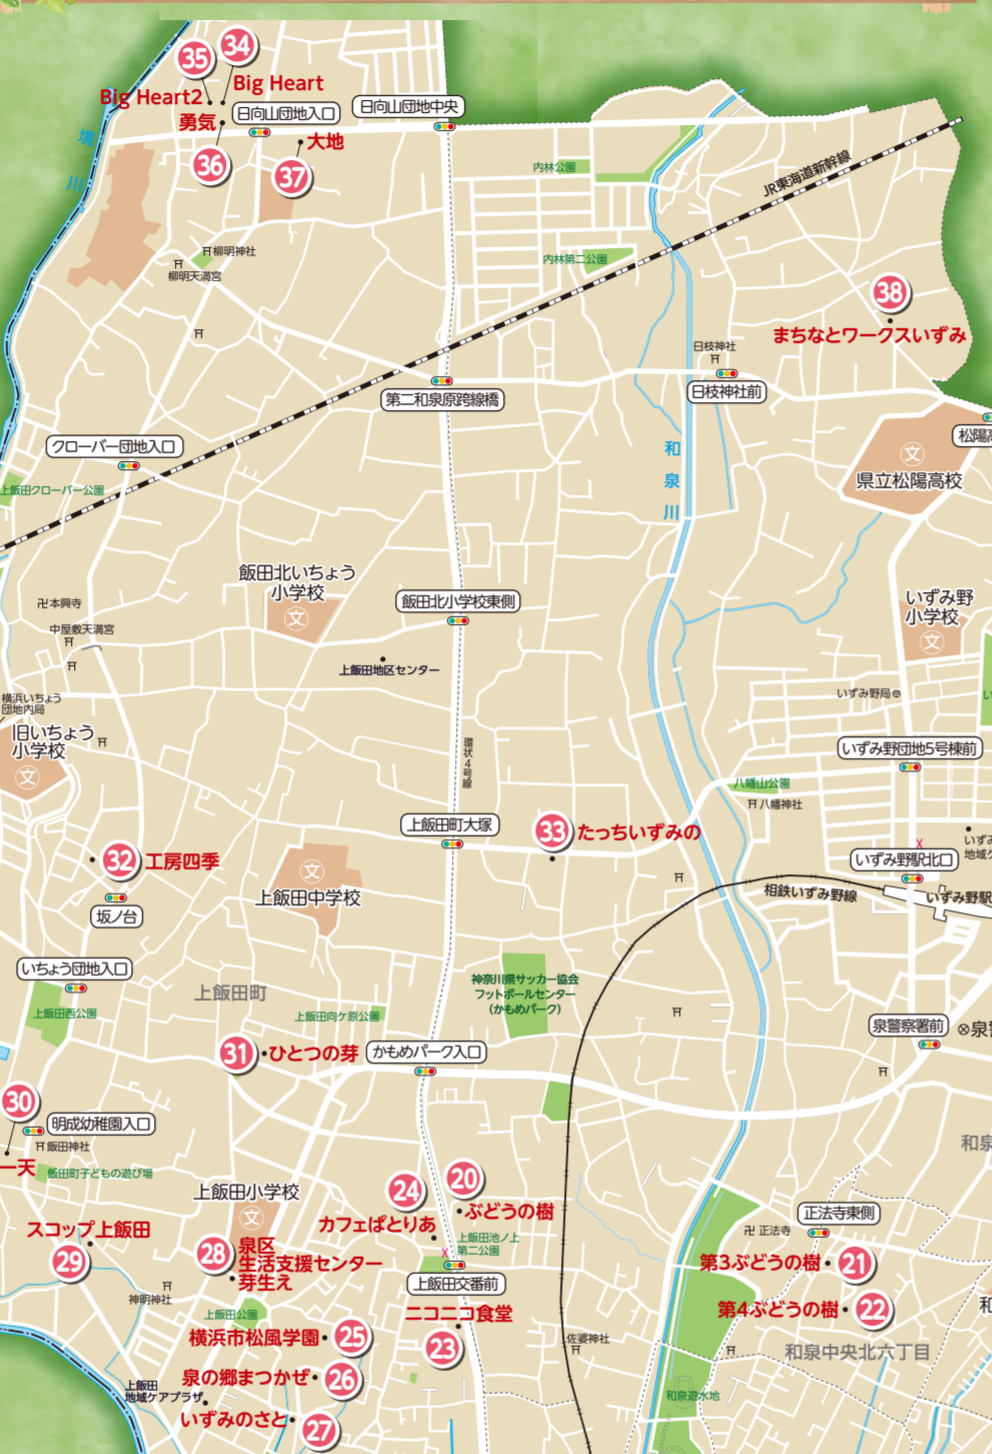 35
34
Big Heart
Big Heart2
日向山団地入口
日向山団地中央
勇気
大地
境川
36
37
内林公園
JR東海道新幹線
柳明神社
柳明天満宮
内林第二公園
38
まちなとワークスいずみ
日枝神社
日枝神社前
第二和泉原跨線橋
クローバー団地入口
上飯田クローバー公園
和泉川
文
県立松陽高校
飯田北いちょう
小学校
文
飯田北小学校東側
いずみ野
小学校
文
卍本興寺
中屋敷天満宮
上飯田地区センター
横浜いちょう
団地内局
いずみ野局
旧いちょう
小学校
文
環状4号線
いずみ野団地5号棟前
八幡山公園
八幡神社
上飯田町大塚
33
たっちいずみの
いずみ野駅北口
X
32
工房四季
文
上飯田中学校
相鉄いずみ野線
いずみ野駅
坂ノ台
いちょう団地入口
上飯田町
神奈川県サッカー協会
フットボールセンター
(かもめパーク)
上飯田西公園
上飯田向ケ原公園
泉警察署前
31
ひとつの芽
かもめパーク入口
30
明成幼稚園入口
飯田神社
一天
飯田町子どもの遊び場
上飯田小学校
文
24
20
カフェぱとりあ
ぶどうの樹
正法寺東側
卍 正法寺
スコップ上飯田
29
28
泉区
生活支援センター
芽生え
上飯田池ノ上
第二公園
X
上飯田交番前
第3ぶどうの樹
21
第4ぶどうの樹
22
神明神社
上飯田公園
ニコニコ食堂
23
横浜市松風学園
25
佐婆神社
和泉中央北六丁目
泉の郷まつかぜ
26
上飯田
地域ケアプラザ
和泉遊水地
いずみのさと
27